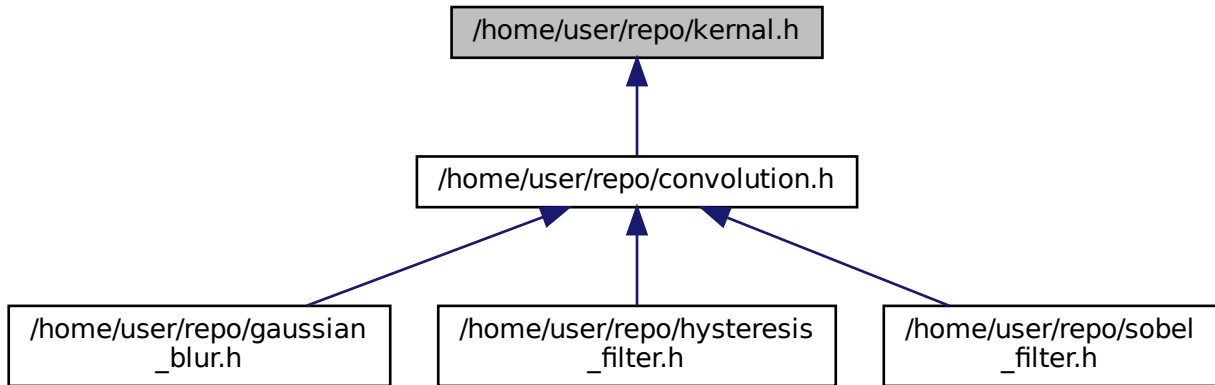 /home/user/repo/kernal.h
/home/user/repo/convolution.h
/home/user/repo/gaussian
_blur.h
/home/user/repo/hysteresis
_filter.h
/home/user/repo/sobel
_filter.h